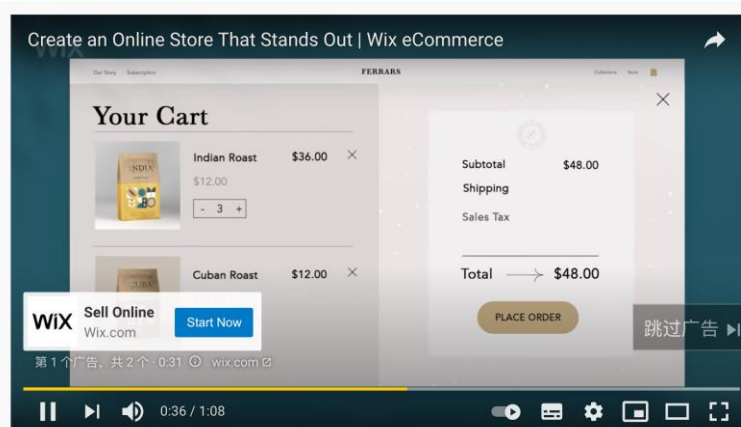 Create an Online Store That Stands Out | Wix eCommerce
WiX
Our Story Subscription FERRARS Collections Store
Your Cart
Indian Roast $36.00
$12.00
- 3 +
INDIA
Cuban Roast $12.00
CUBA
Subtotal $48.00
Shipping
Sales Tax
Total $48.00
PLACE ORDER
WiX
Sell Online
Wix.com
Start Now
跳过广告
第 1 个广告，共 2 个 · 0:31 wix.com
0:36 / 1:08